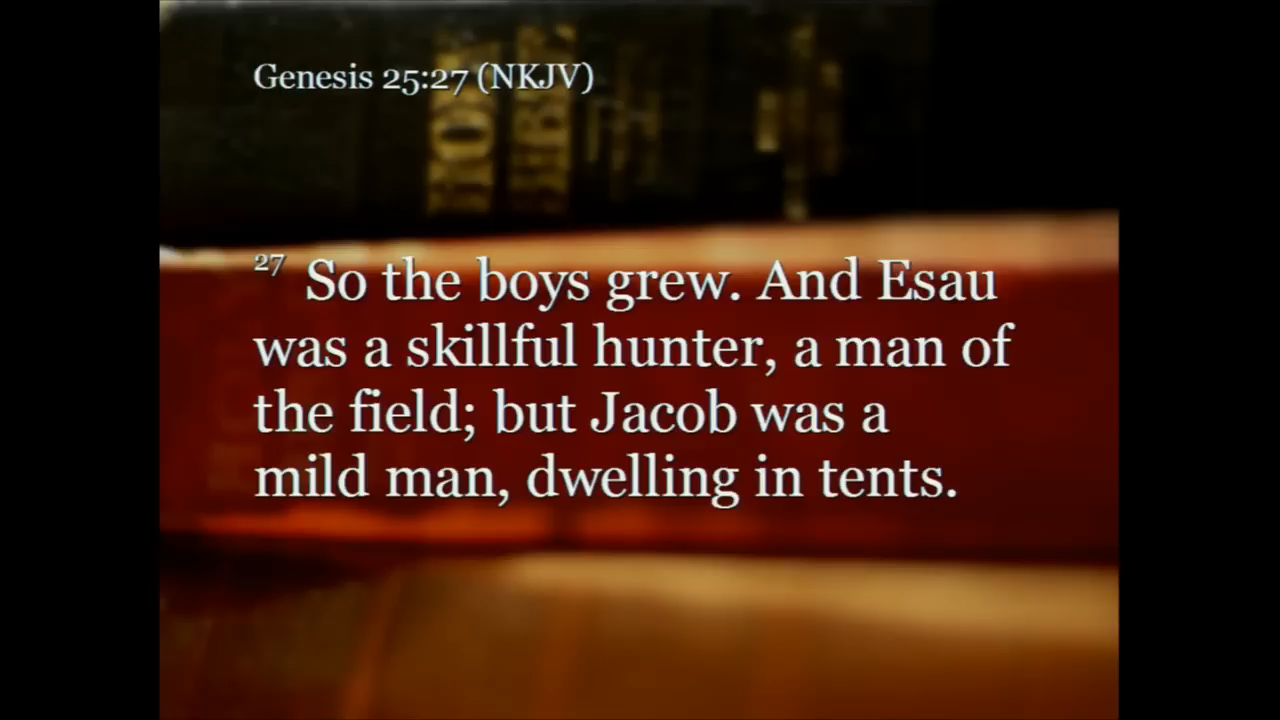 Genesis 25:27 (NKJV)
27 So the boys grew. And Esau
was a skillful hunter, a man of
the field; but Jacob was a
mild man, dwelling in tents.